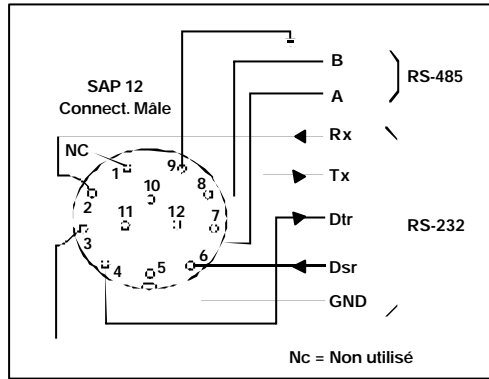 B
RS-485
A
SAP 12
Connect. Mâle
Rx
NC
1
9
Tx
2
10
8
11
12
7
Dtr
RS-232
3
4
5
6
Dsr
GND
Nc = Non utilisé